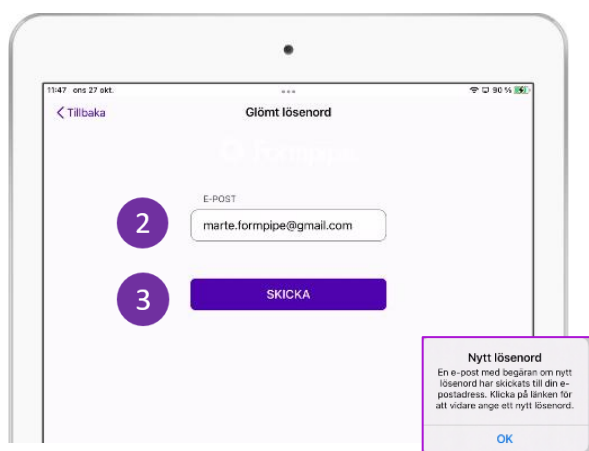 11:47 ons 27 okt.
90 %
Tillbaka
Glömt lösenord
Formpipe
E-POST
2
marte.formpipe@gmail.com
3
SKICKA
Nytt lösenord
En e-post med begäran om nytt
lösenord har skickats till din e-
postadress. Klicka på länken för
att vidare ange ett nytt lösenord.
OK